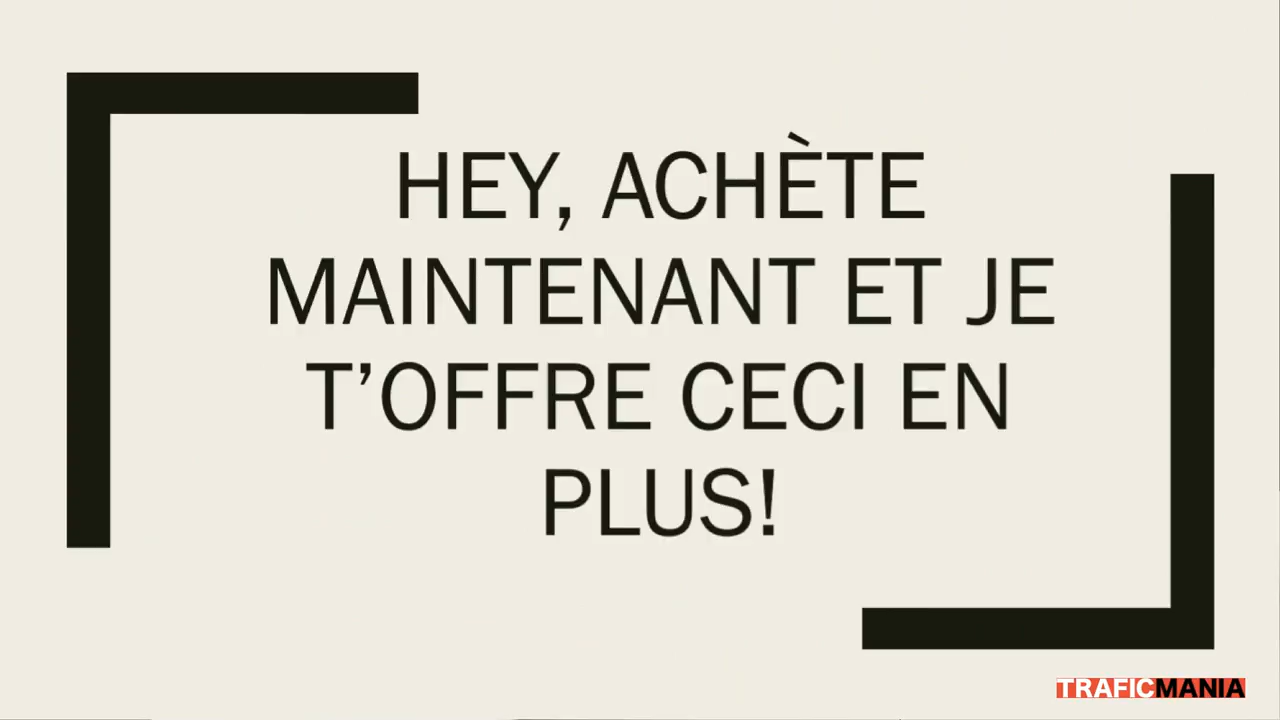 HEY, ACHÈTE
MAINTENANT ET JE
T’OFFRE CECI EN
PLUS!
TRAFICMANIA